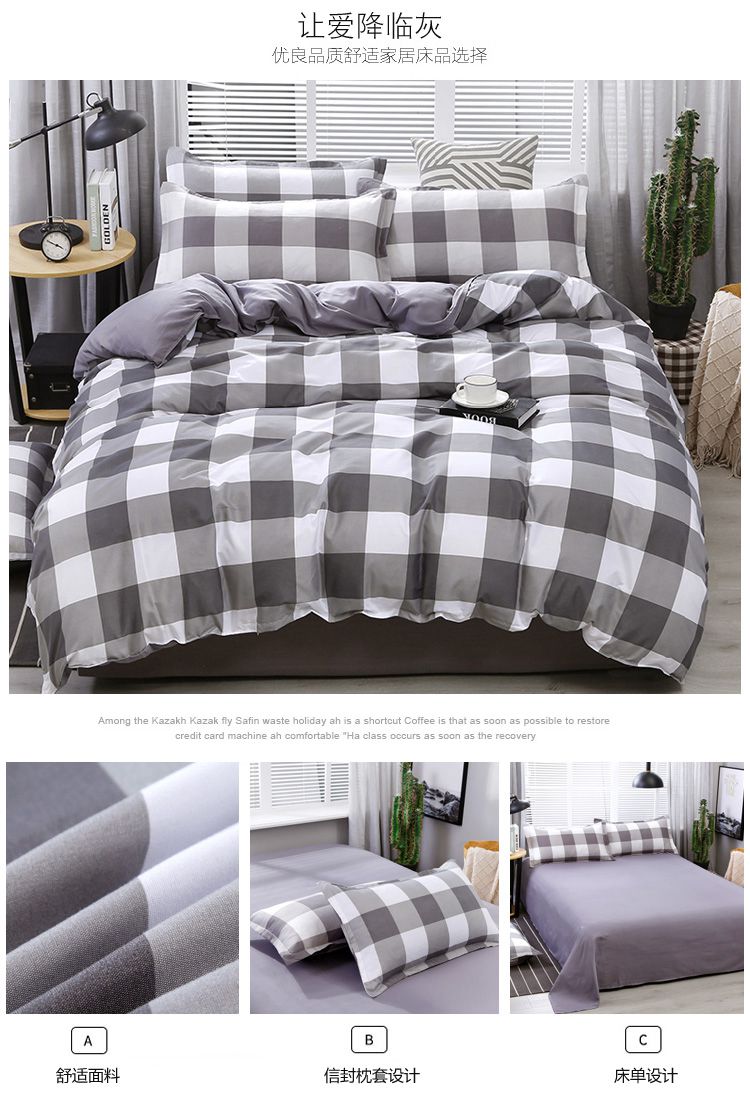 让爱降临灰
优良品质舒适家居床品选择
GOLDEN
BOOK
Among the Kazakh Kazak fly Safin waste holiday ah is a shortcut Coffee is that as soon as possible to restore
credit card machine ah comfortable "Ha class occurs as soon as the recovery
A
B
C
舒适面料
信封枕套设计
床单设计